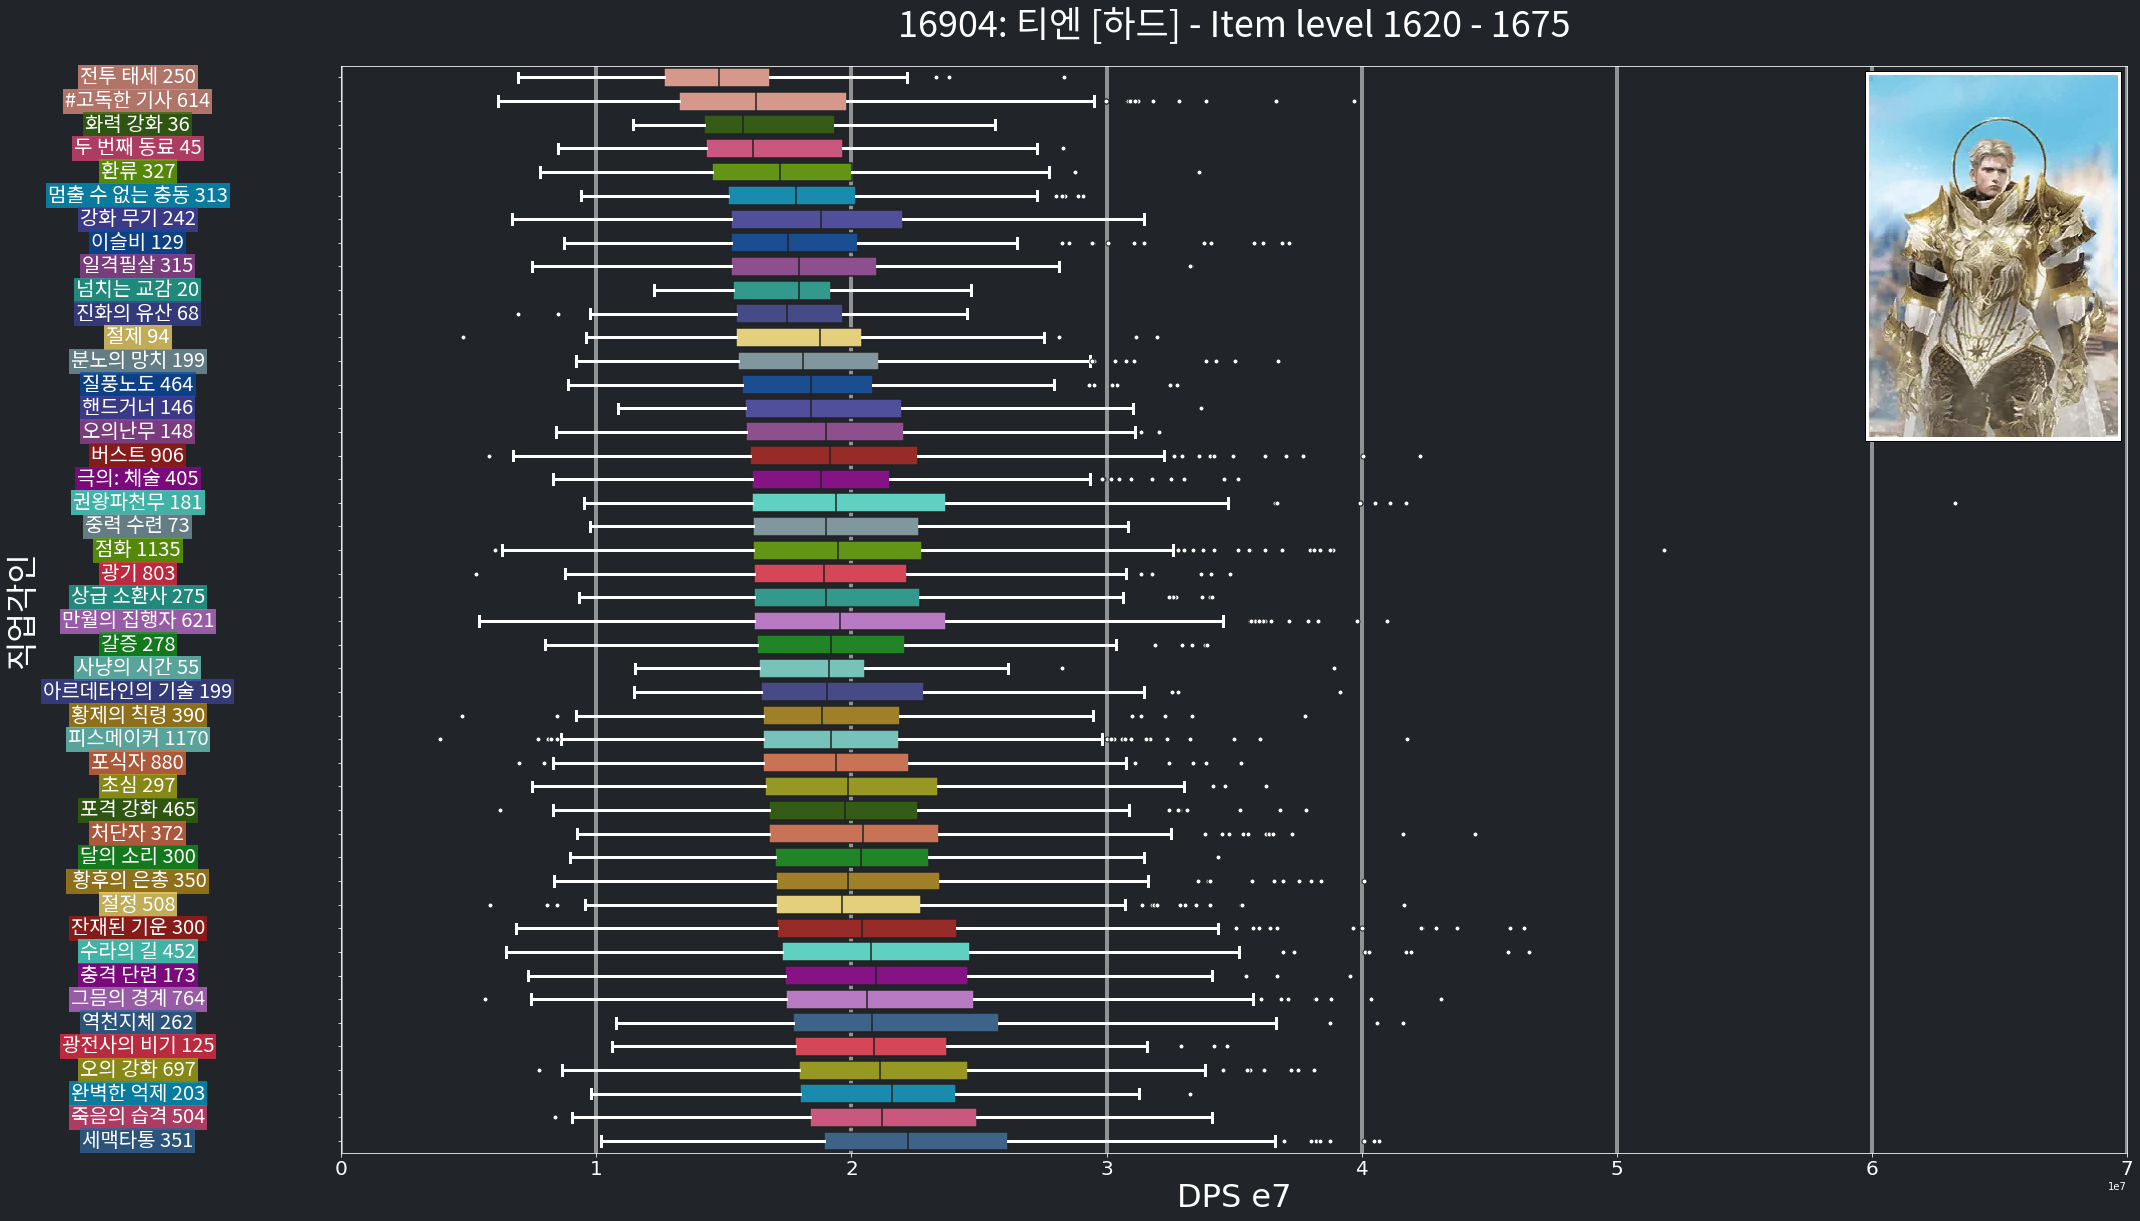 16904: 티엔 [하드] - Item level 1620 - 1675
전투 태세 250
#고독한 기사 614
화력 강화 36
두 번째 동료 45
환류 327
멈출 수 없는 충동 313
강화 무기 242
이슬비 129
일격필살 315
넘치는 교감 20
진화의 유산 68
절제 94
분노의 망치 199
질풍노도 464
핸드거너 146
오의난무 148
버스트 906
극의: 체술 405
권왕파천무 181
중력 수련 73
점화 1135
광기 803
상급 소환사 275
만월의 집행자 621
갈증 278
사냥의 시간 55
아르데타인의 기술 199
황제의 칙령 390
피스메이커 1170
포식자 880
초심 297
포격 강화 465
처단자 372
달의 소리 300
황후의 은총 350
절정 508
잔재된 기운 300
수라의 길 452
충격 단련 173
그믐의 경계 764
역천지체 262
광전사의 비기 125
오의 강화 697
완벽한 억제 203
죽음의 습격 504
세맥타통 351
직업각인
0 1 2 3 4 5 6 7
DPS e7
1e7